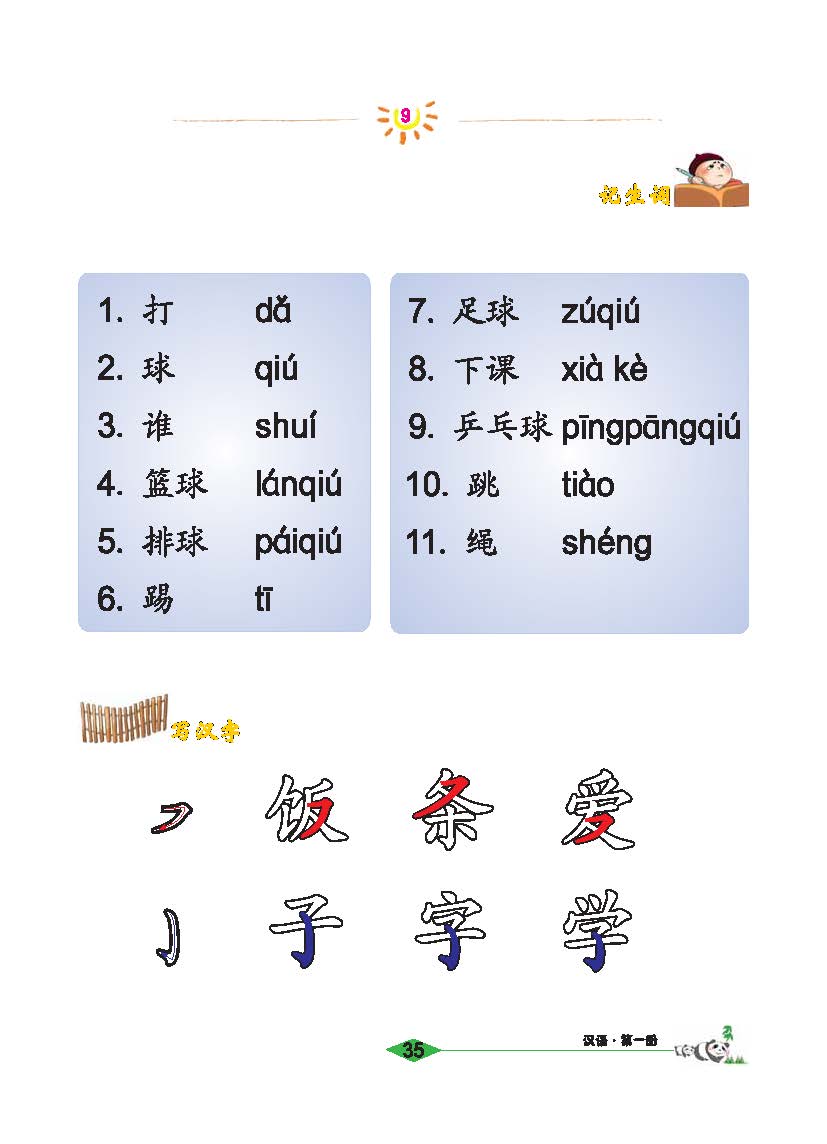 9
记生词
1. 打 dǎ
2. 球 qiú
3. 谁 shuí
4. 篮球 lánqiú
5. 排球 páiqiú
6. 踢 tī
7. 足球 zúqiú
8. 下课 xià kè
9. 乒乓球 pīngpāngqiú
10. 跳 tiào
11. 绳 shéng
写汉字
㇇ 饭 条 爱
亅 子 字 学
35
汉语·第一册